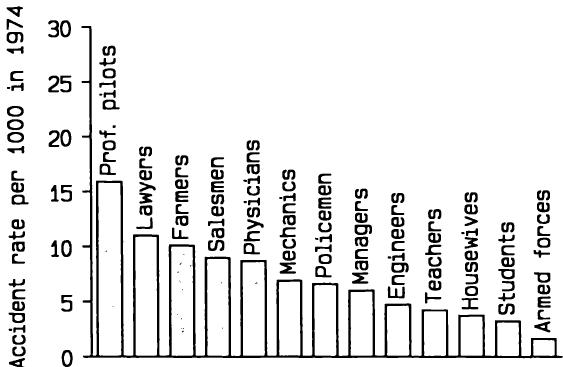 Accident rate per 1000 in 1974
30
25
20
15
10
5
0
Prof. pilots
Lawyers
Farmers
Salesmen
Physicians
Mechanics
Policemen
Managers
Engineers
Teachers
Housewives
Students
Armed forces